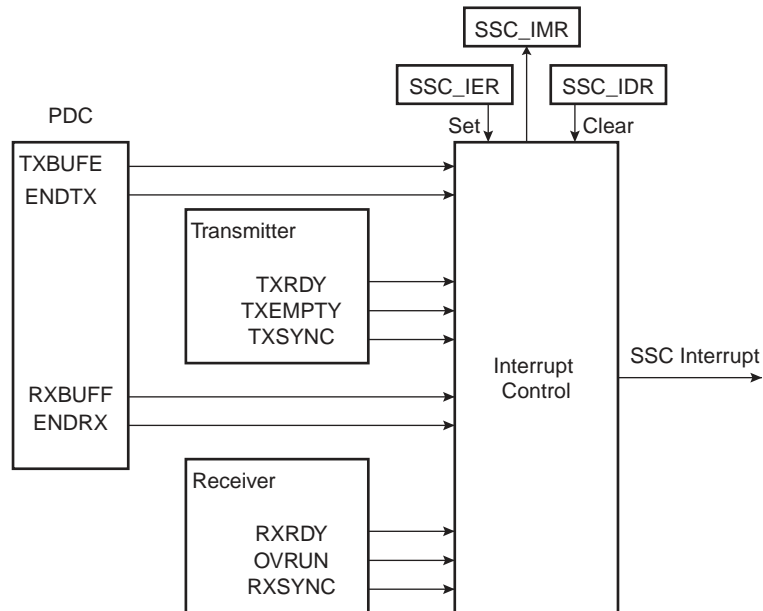 SSC_IMR
SSC_IER
SSC_IDR
PDC
Set
Clear
TXBUFE
ENDTX
Transmitter
TXRDY
TXEMPTY
TXSYNC
SSC Interrupt
Interrupt
Control
RXBUFF
ENDRX
Receiver
RXRDY
OVRUN
RXSYNC